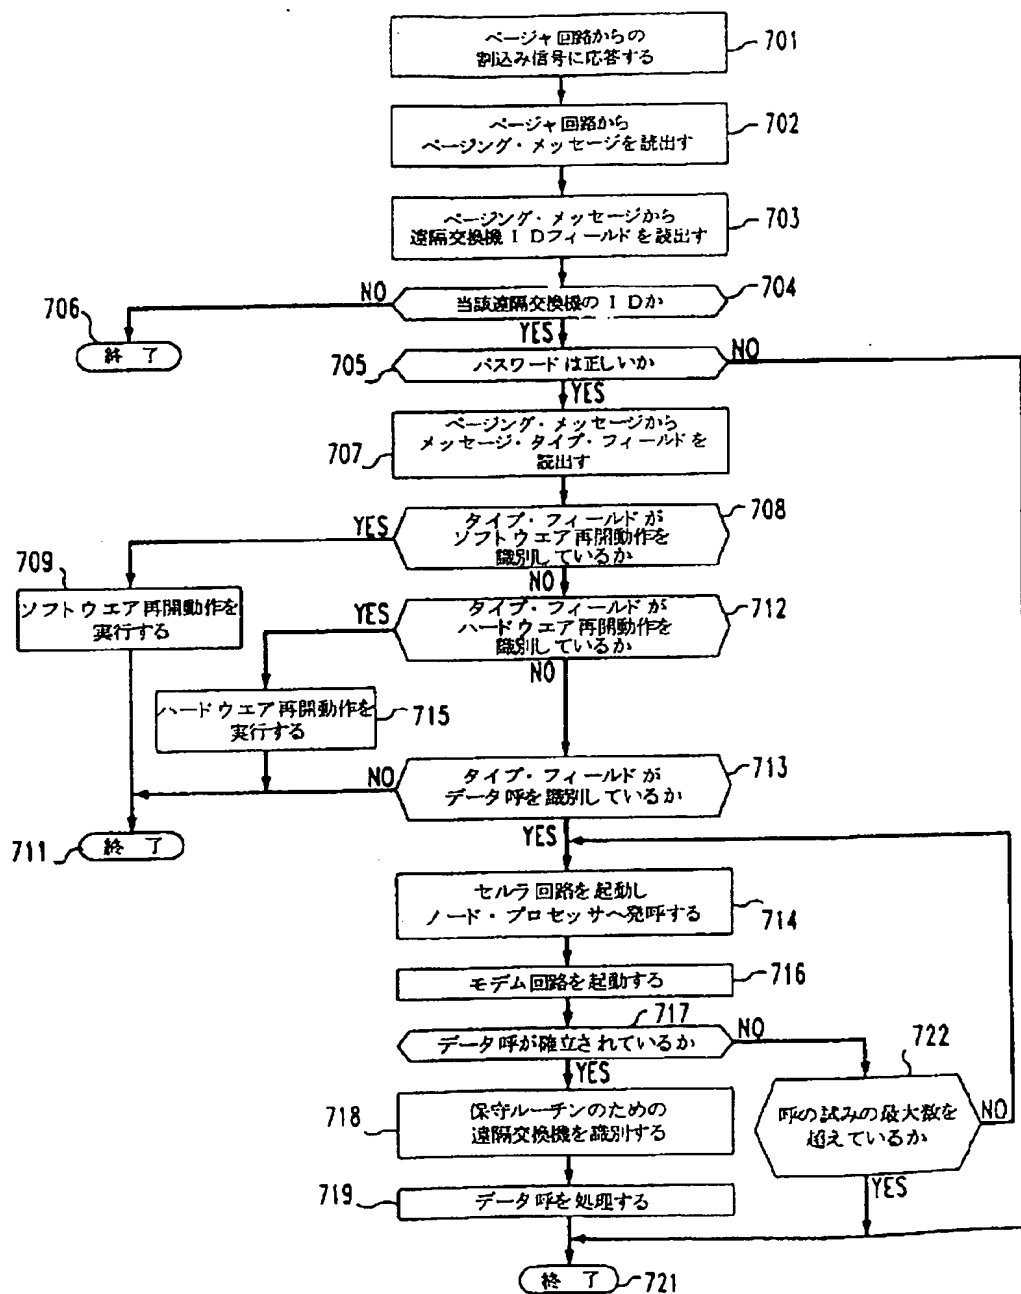 ページャ回路からの
割込み信号に応答する
701
ページャ回路から
ページング・メッセージを読出す
702
ページング・メッセージから
遠隔交換機IDフィールドを読出す
703
当該遠隔交換機のIDか
704
NO
706
終 了
YES
705
パスワードは正しいか
NO
YES
707
ページング・メッセージから
メッセージ・タイプ・フィールドを
読出す
タイプ・フィールドが
ソフトウエア再開動作を
識別しているか
708
YES
709
ソフトウエア再開動作を
実行する
NO
タイプ・フィールドが
ハードウエア再開動作を
識別しているか
712
YES
NO
ハードウエア再開動作を
実行する
715
タイプ・フィールドが
データ呼を識別しているか
713
NO
711
終 了
YES
セルラ回路を起動し
ノード・プロセッサへ発呼する
714
モデム回路を起動する
716
717
データ呼が確立されているか
NO
722
YES
718
保守ルーチンのための
遠隔交換機を識別する
呼の試みの最大数を
超えているか
NO
YES
719
データ呼を処理する
終 了
721